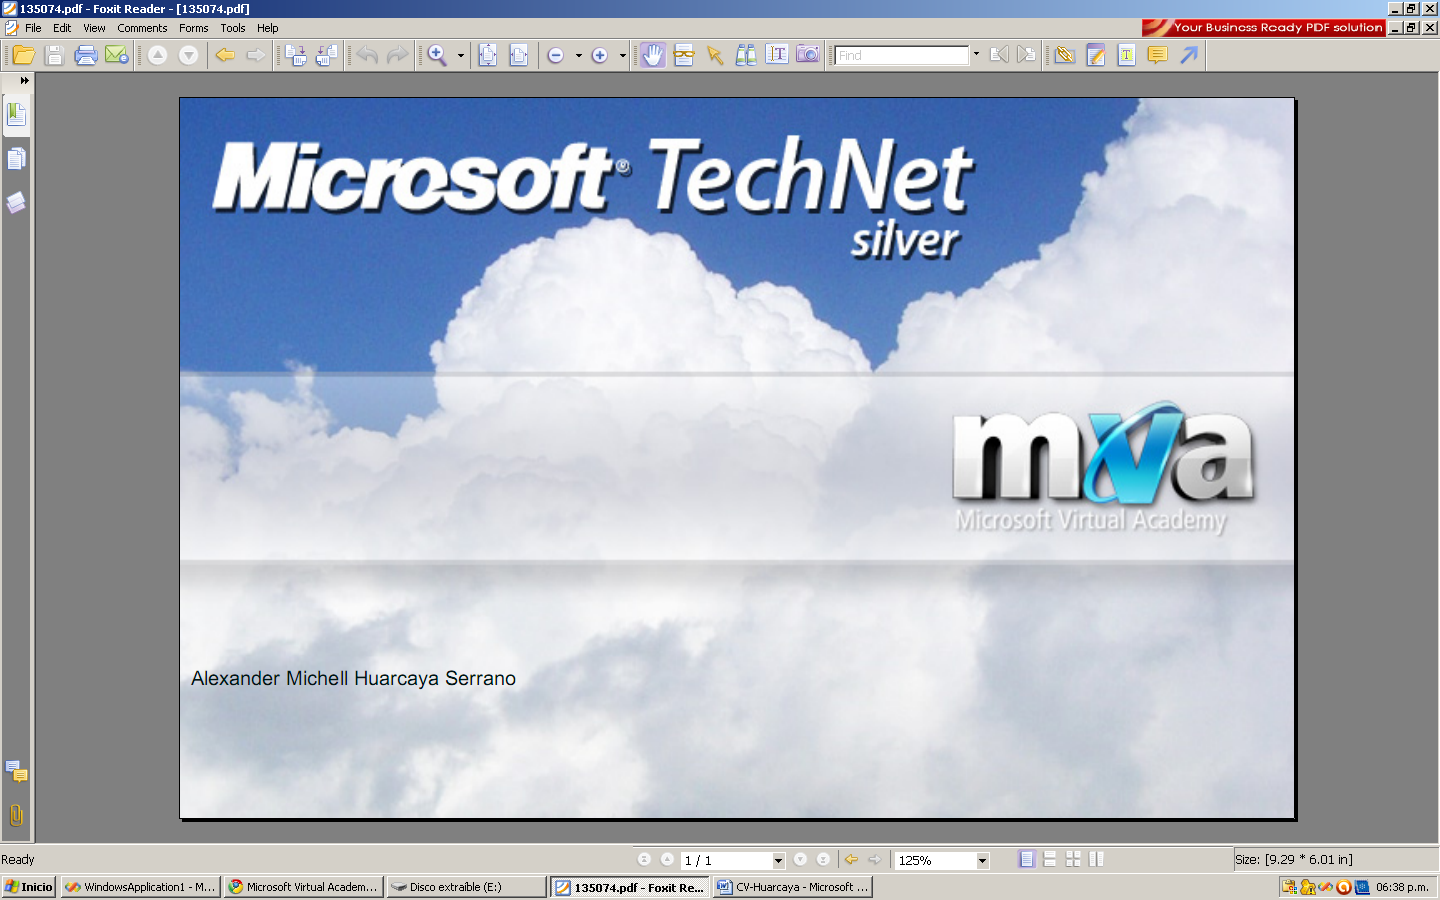 135074.pdf - Foxit Reader - [135074.pdf]
File Edit View Comments Forms Tools Help
Your Business Ready PDF solution
Find
Microsoft® TechNet
silver
mva
Microsoft Virtual Academy
Alexander Michell Huarcaya Serrano
Ready
1 / 1
125%
Size: [9.29 * 6.01 in]
Inicio
WindowsApplication1 - M...
Microsoft Virtual Academ...
Disco extraíble (E:)
135074.pdf - Foxit Re...
CV-Huarcaya - Microsoft ...
06:38 p.m.